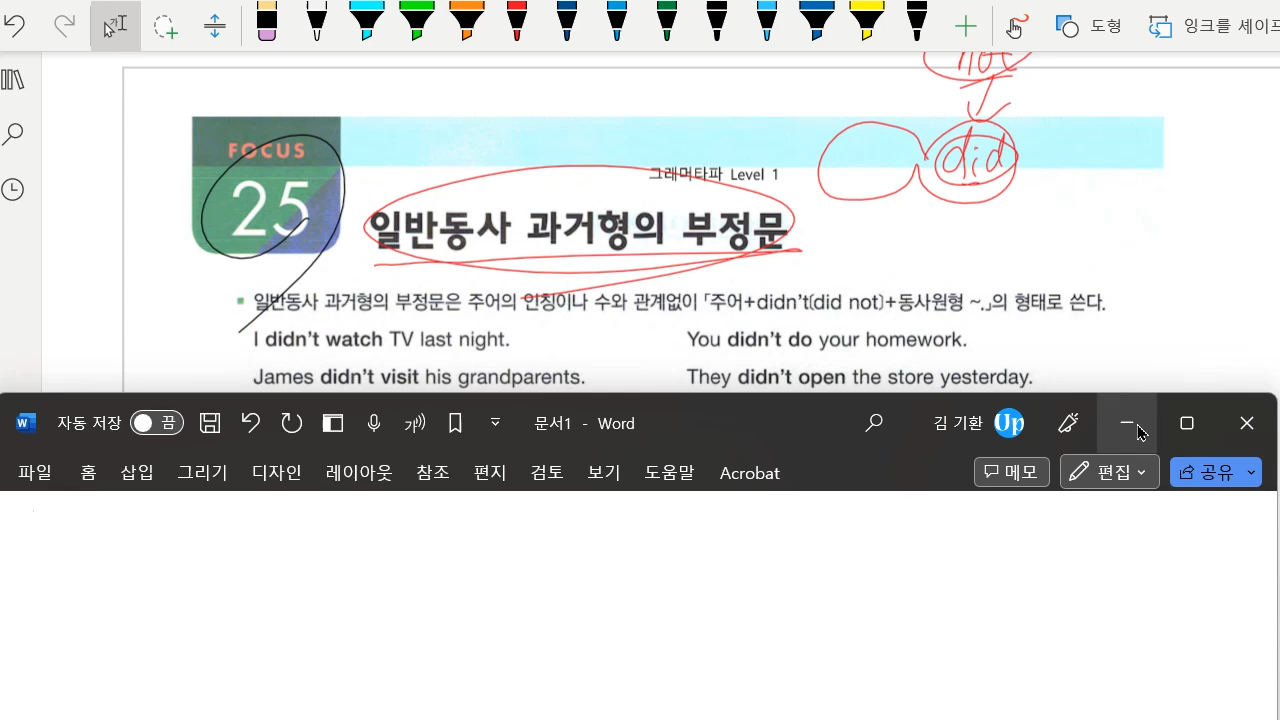 도형
잉크를 셰이프
not
did
FOCUS
25
그래머타파 Level 1
일반동사 과거형의 부정문
일반동사 과거형의 부정문은 주어의 인칭이나 수와 관계없이 「주어+didn't(did not)+동사원형 ~.」의 형태로 쓴다.
I didn't watch TV last night.
You didn't do your homework.
James didn't visit his grandparents.
They didn't open the store yesterday.
자동 저장 끔
문서1 - Word
김 기환 Up
파일 홈 삽입 그리기 디자인 레이아웃 참조 편지 검토 보기 도움말 Acrobat
메모 편집 공유